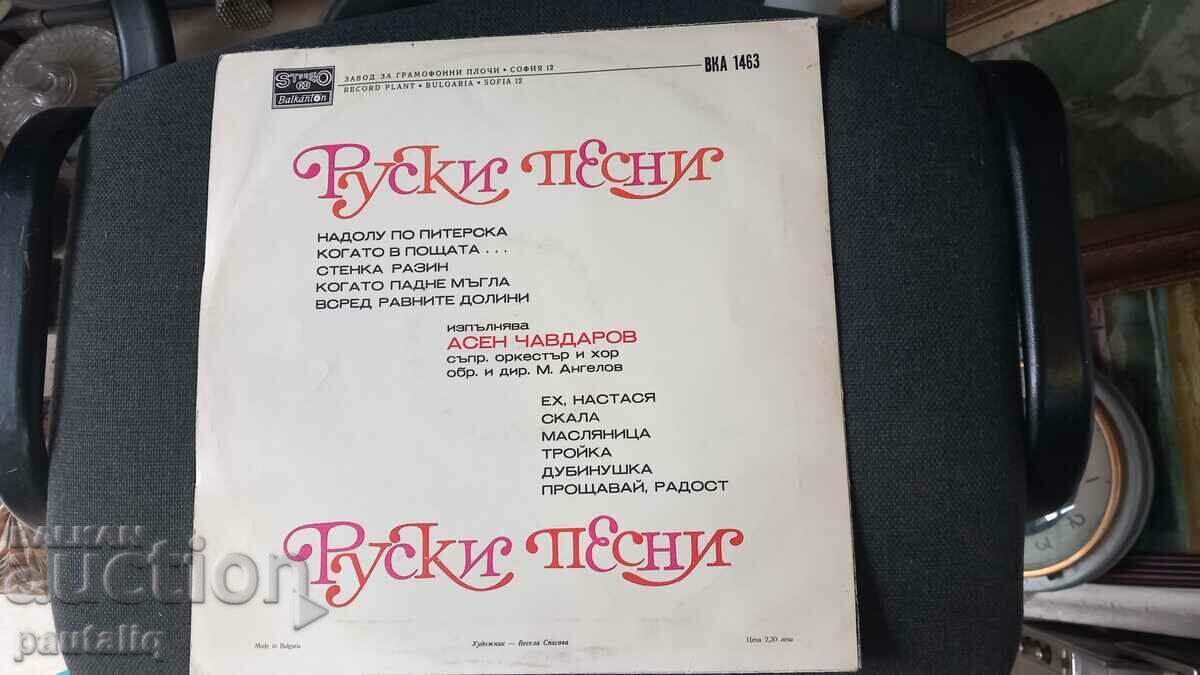 STEREO
Balkanton
ЗАВОД ЗА ГРАМОФОННИ ПЛОЧИ • СОФИЯ 12
RECORD PLANT • BULGARIA • SOFIA 12
ВКА 1463
Руски песни
НАДОЛУ ПО ПИТЕРСКА
КОГАТО В ПОЩАТА . . .
СТЕНКА РАЗИН
КОГАТО ПАДНЕ МЪГЛА
ВСРЕД РАВНИТЕ ДОЛИНИ
изпълнява
АСЕН ЧАВДАРОВ
съпр. оркестър и хор
обр. и дир. М. Ангелов
ЕХ, НАСТАСЯ
СКАЛА
МАСЛЯНИЦА
ТРОЙКА
ДУБИНУШКА
ПРОЩАВАЙ, РАДОСТ
Руски песни
Made in Bulgaria
Художник — Весела Спасова
Цена 2,30 лева
БАЛКАН
auction
pautaliq